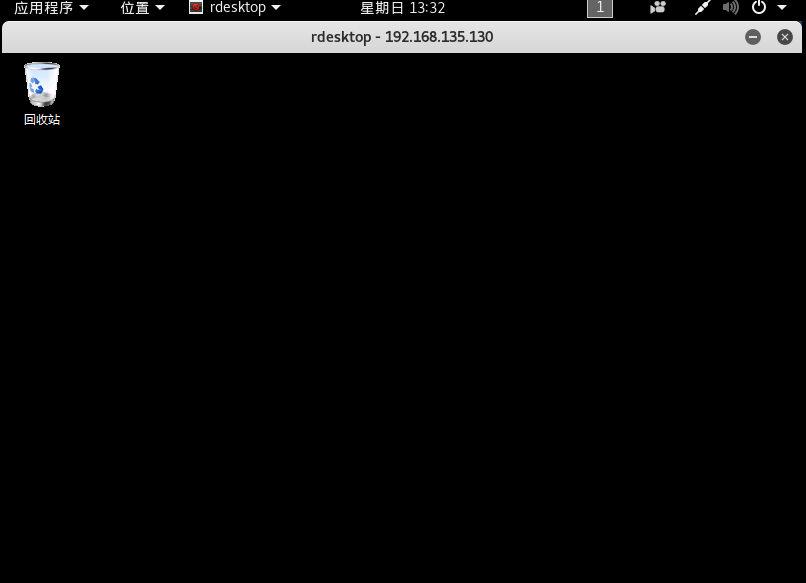 应用程序 位置 rdesktop 星期日 13:32 1
rdesktop - 192.168.135.130
回收站